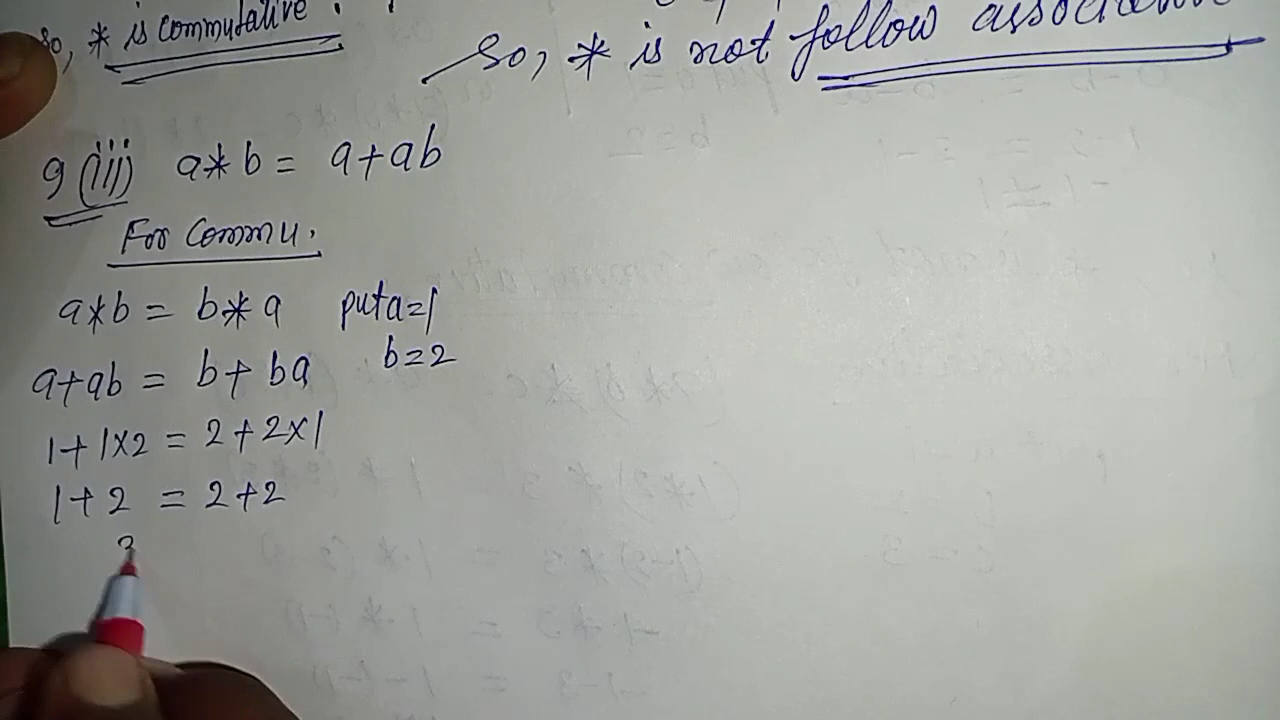 so, * is commutative.
so, * is not follow
9 (iii) a*b = a+ab
For Commu.
a*b = b*a put a=1
b=2
a+ab = b+ba
1+1×2 = 2+2×1
1+2 = 2+2
3